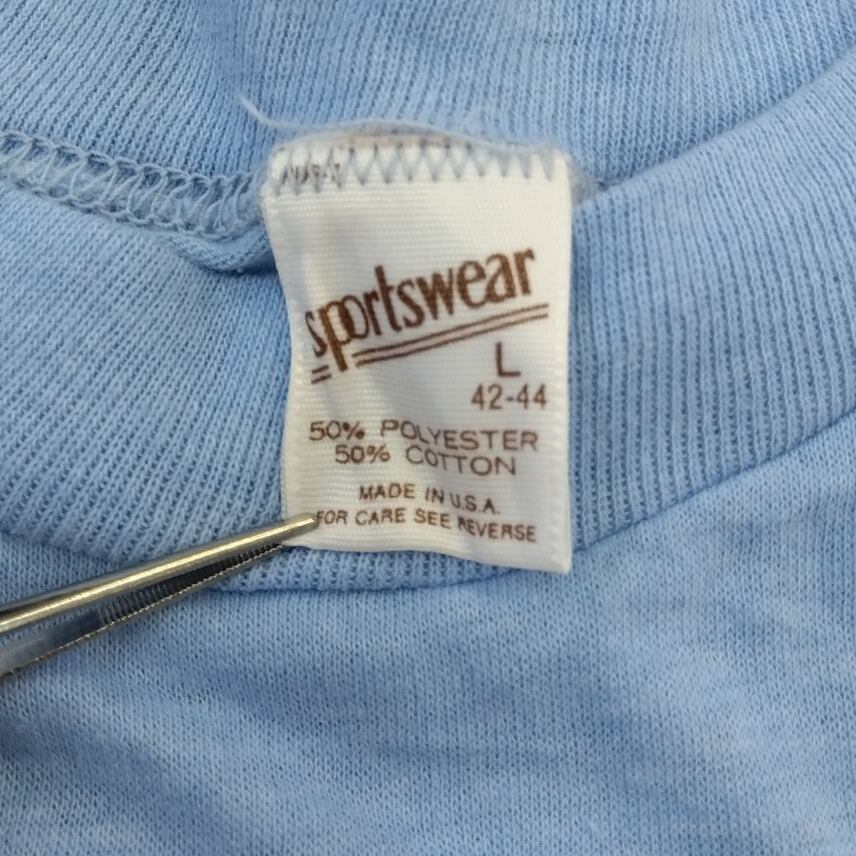 sportswear
L
42-44
50% POLYESTER
50% COTTON
MADE IN U.S.A.
FOR CARE SEE REVERSE